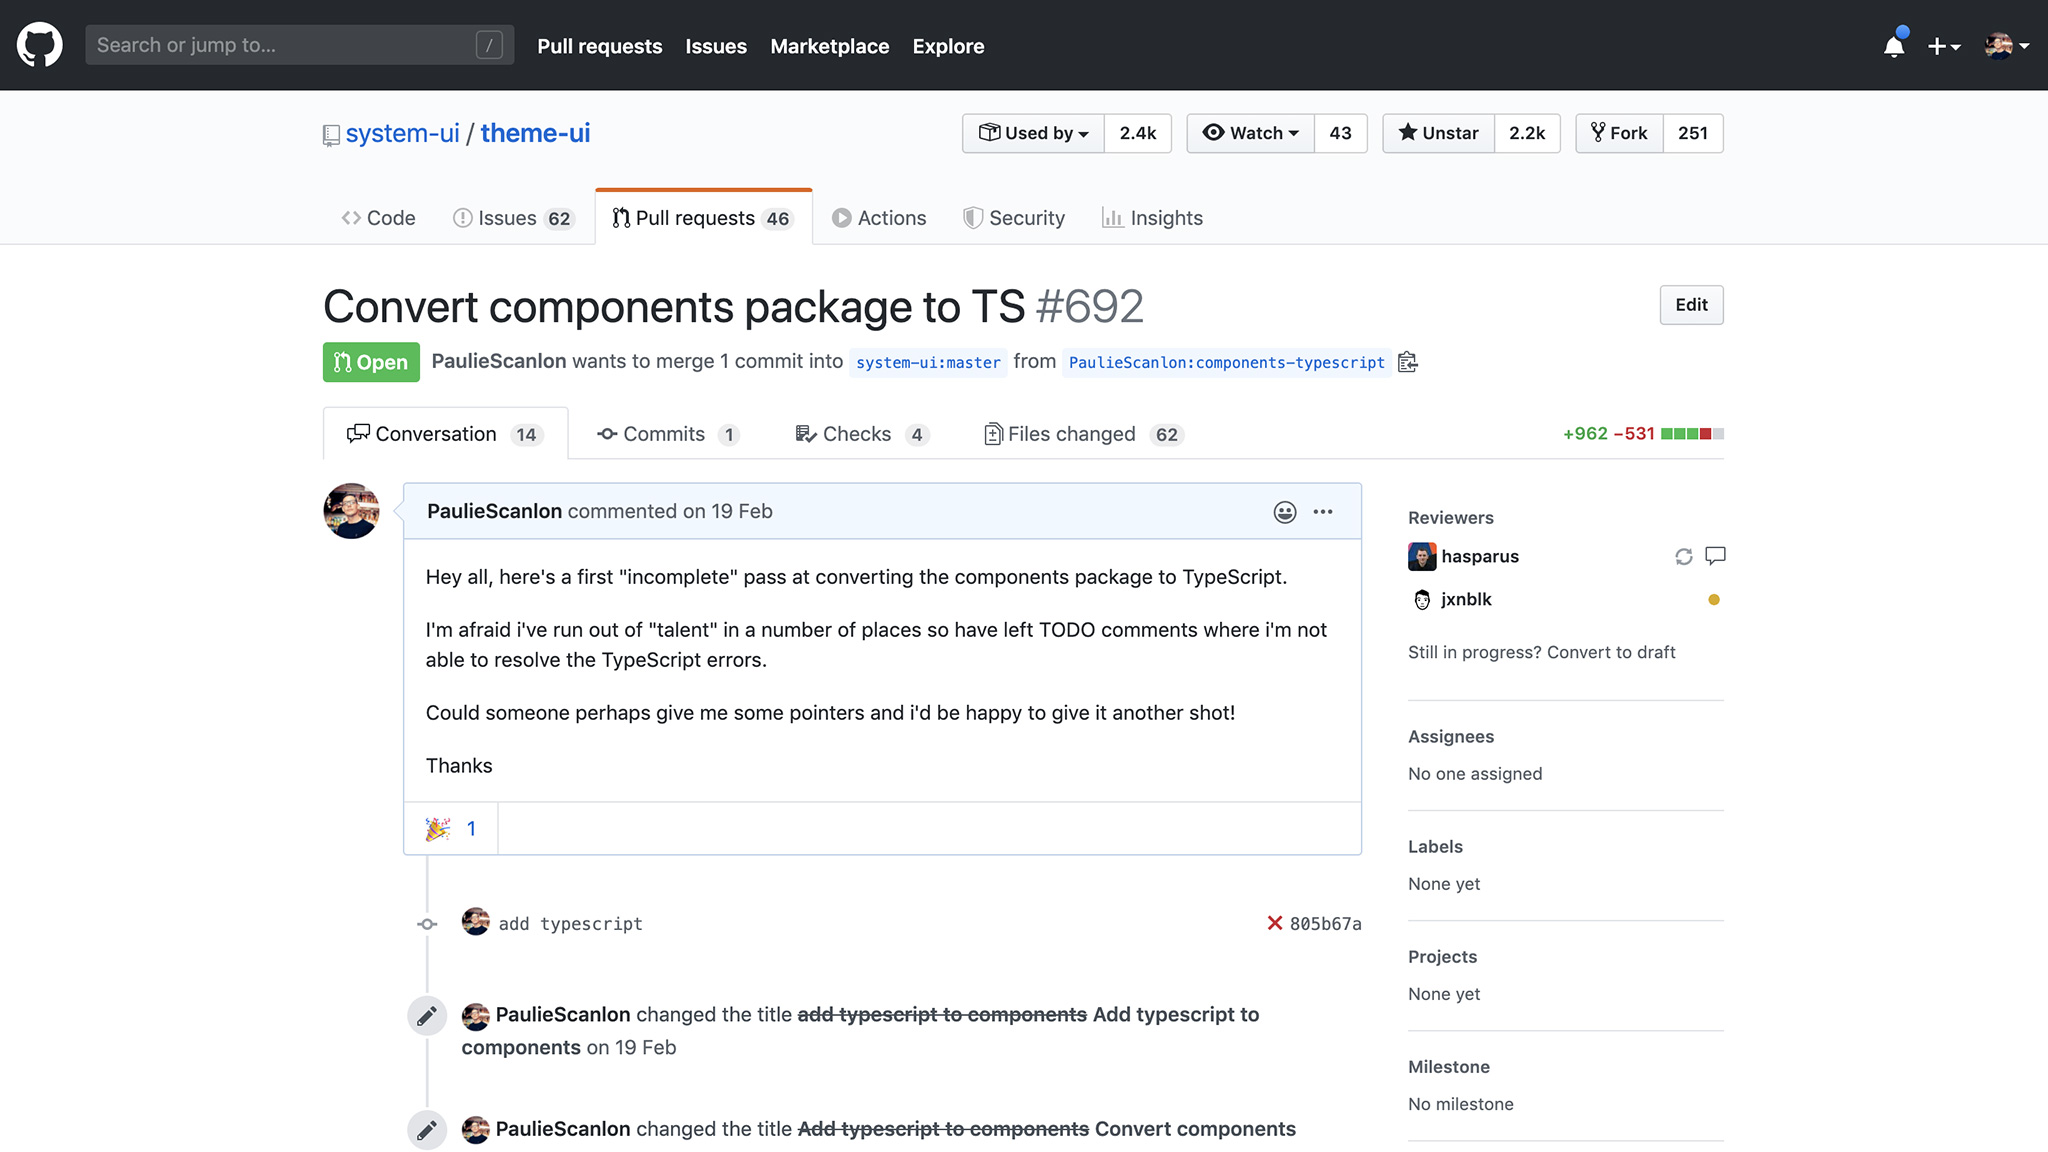 Search or jump to... /
Pull requests Issues Marketplace Explore
system-ui / theme-ui
Used by 2.4k Watch 43 Unstar 2.2k Fork 251
Code Issues 62 Pull requests 46 Actions Security Insights
Convert components package to TS #692
Edit
Open PaulieScanlon wants to merge 1 commit into system-ui:master from PaulieScanlon:components-typescript
Conversation 14 Commits 1 Checks 4 Files changed 62
+962 −531
PaulieScanlon commented on 19 Feb
Hey all, here's a first "incomplete" pass at converting the components package to TypeScript.
I'm afraid i've run out of "talent" in a number of places so have left TODO comments where i'm not
able to resolve the TypeScript errors.
Could someone perhaps give me some pointers and i'd be happy to give it another shot!
Thanks
1
add typescript
805b67a
PaulieScanlon changed the title add typescript to components Add typescript to
components on 19 Feb
PaulieScanlon changed the title Add typescript to components Convert components
Reviewers
hasparus
jxnblk
Still in progress? Convert to draft
Assignees
No one assigned
Labels
None yet
Projects
None yet
Milestone
No milestone